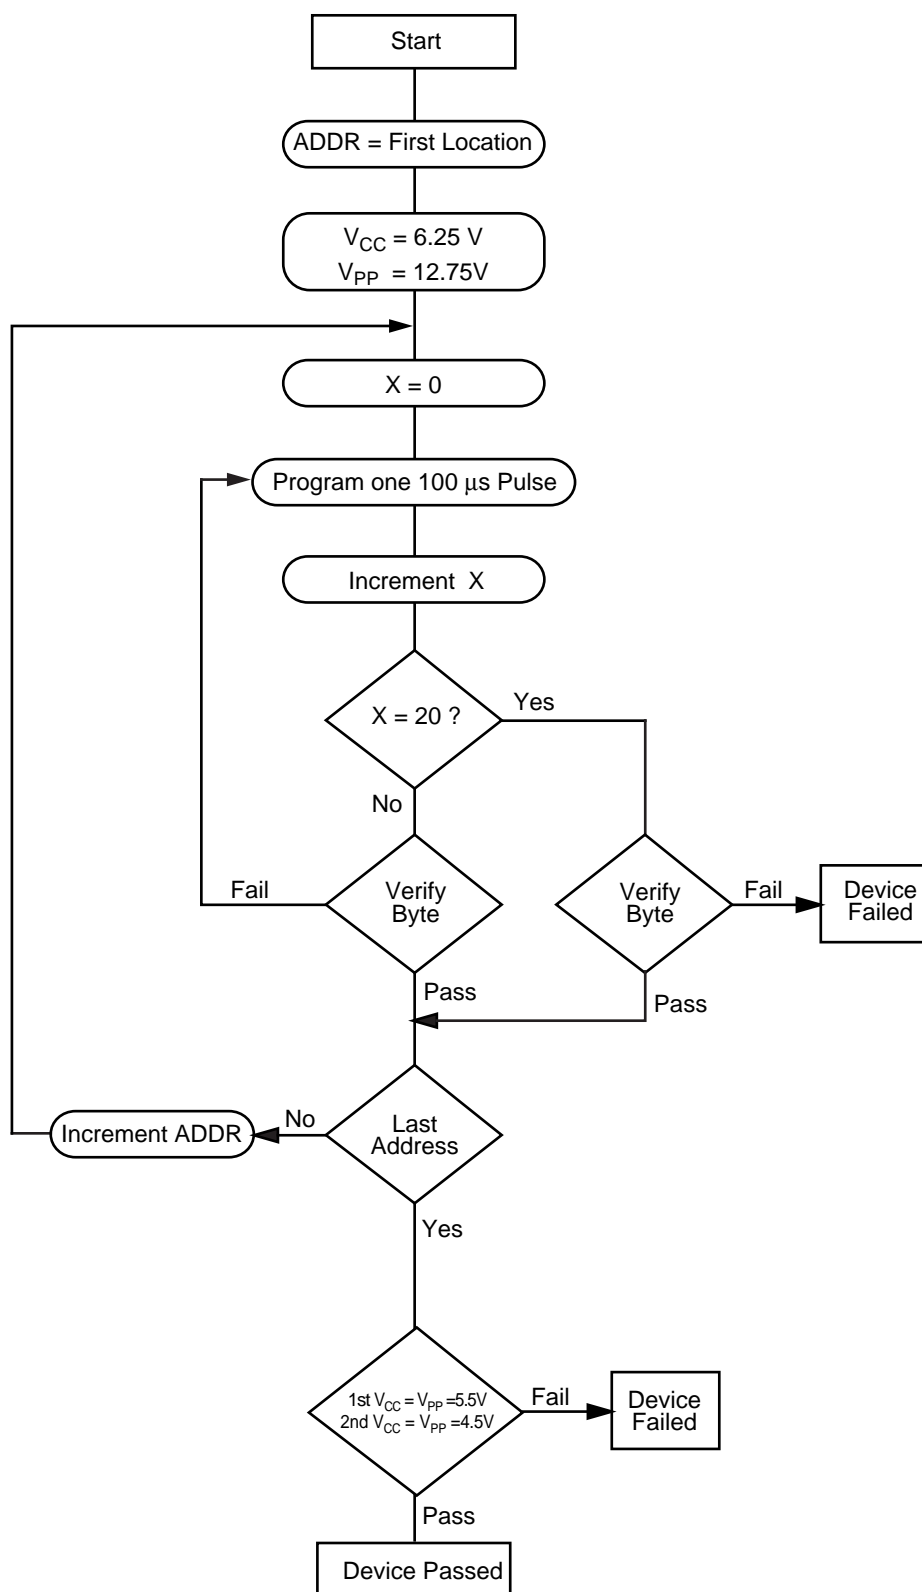 Start
ADDR = First Location
VCC = 6.25 V
VPP = 12.75V
X = 0
Program one 100 μs Pulse
Increment X
X = 20 ?
Yes
No
Fail
Verify
Byte
Verify
Byte
Fail
Device
Failed
Pass
Pass
Increment ADDR
No
Last
Address
Yes
1st VCC = VPP =5.5V
2nd VCC = VPP =4.5V
Fail
Device
Failed
Pass
Device Passed